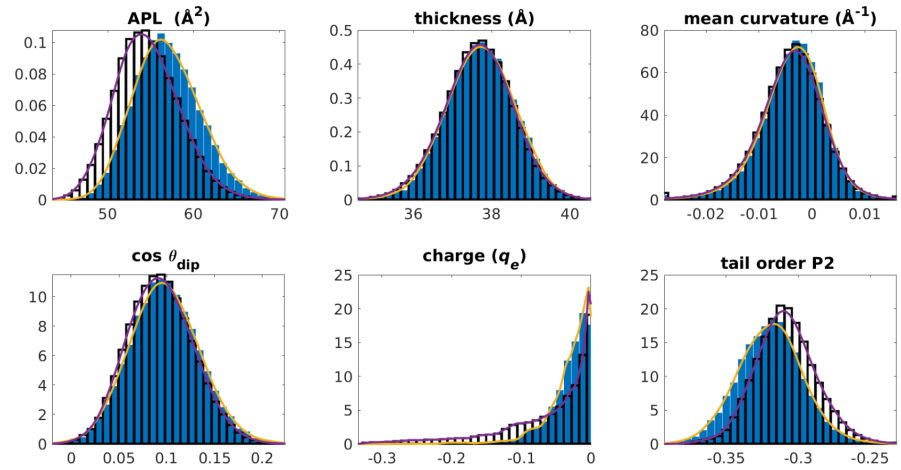 APL (Å²)
thickness (Å)
mean curvature (Å⁻¹)
0.1
0.08
0.06
0.04
0.02
0
50 60 70
0.5
0.4
0.3
0.2
0.1
0
36 38 40
80
60
40
20
0
-0.02 -0.01 0 0.01
cos θdip
charge (qe)
tail order P2
10
8
6
4
2
0
0 0.05 0.1 0.15 0.2
25
20
15
10
5
0
-0.3 -0.2 -0.1 0
25
20
15
10
5
0
-0.35 -0.3 -0.25